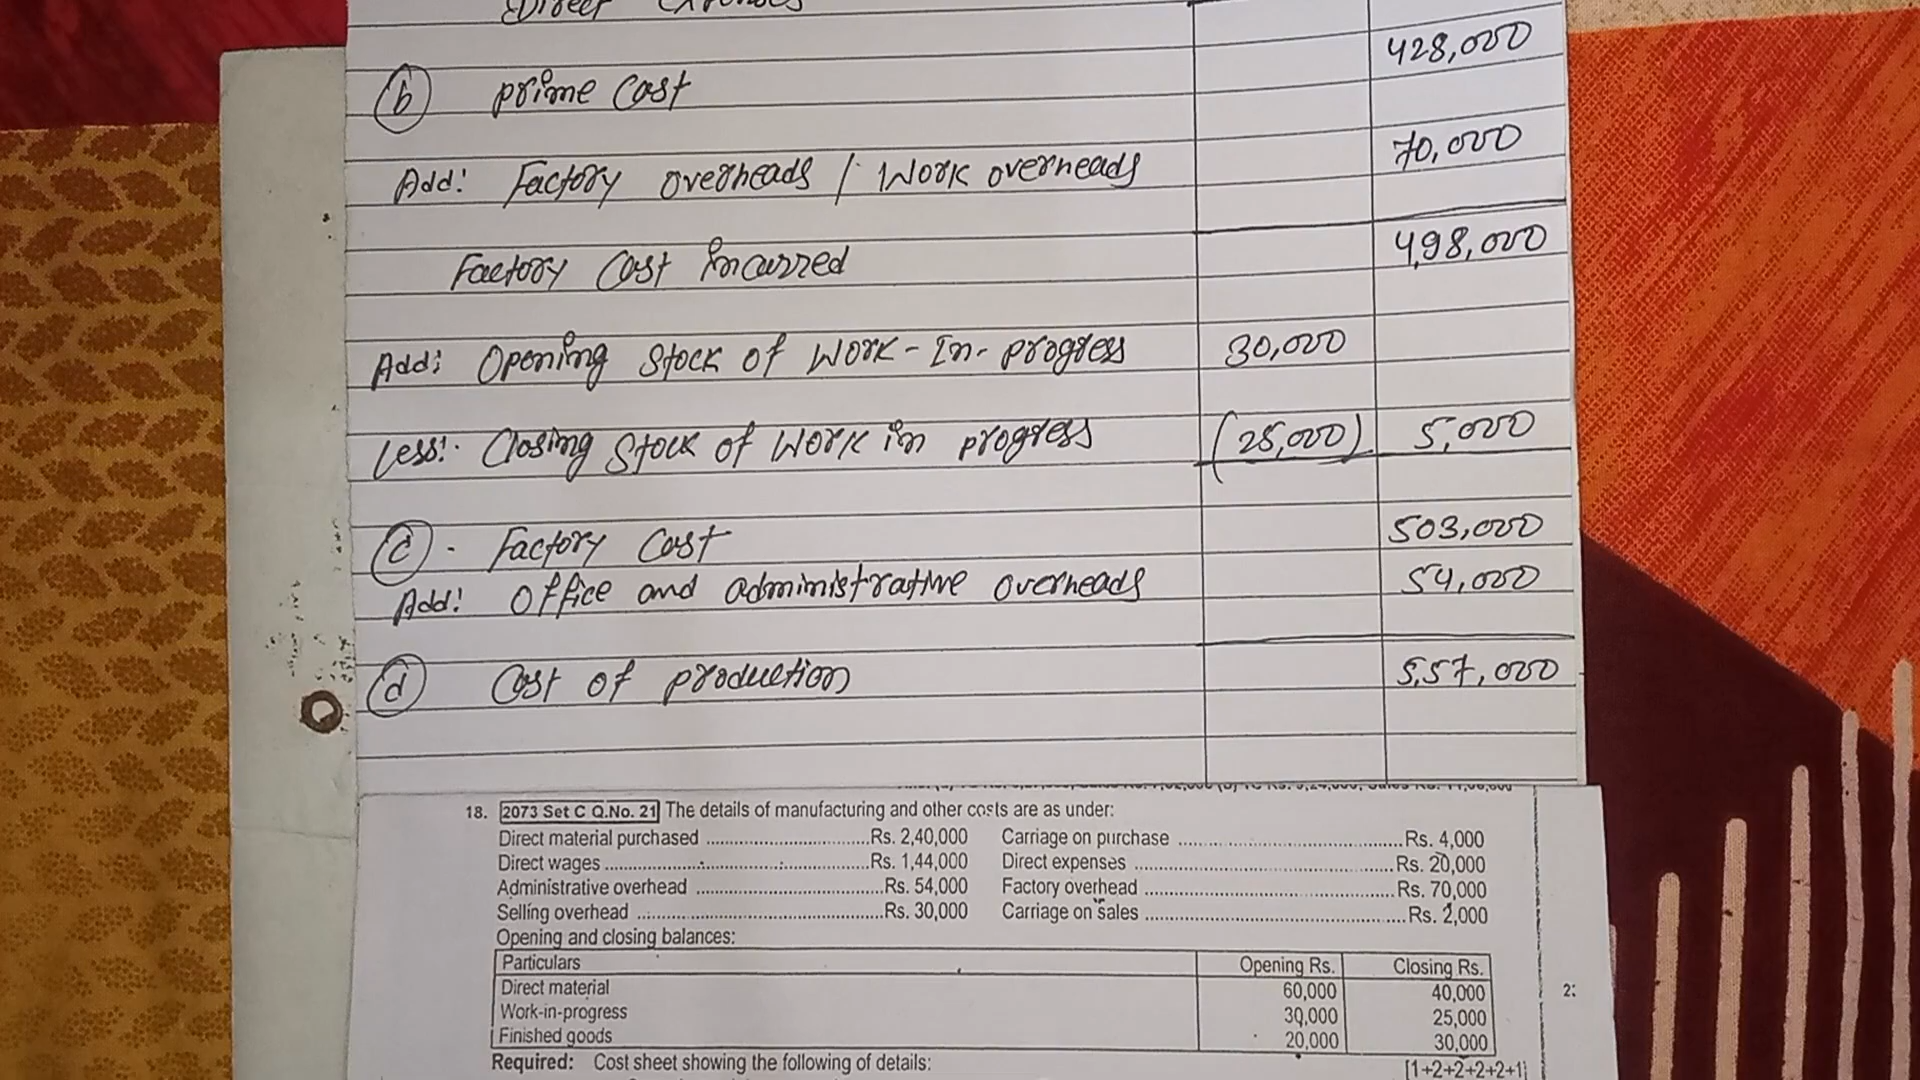 Direct Expenses
428,000
(b) prime Cost
70,000
Add: Factory overheads / Work overheads
498,000
Factory Cost incurred
Add: Opening Stock of Work-In-progress 30,000
Less: Closing Stock of Work in progress (25,000) 5,000
(c). Factory Cost 503,000
Add: Office and administrative Overheads 54,000
(d) Cost of production 5,57,000
18. 2073 Set C Q.No. 21 The details of manufacturing and other costs are as under:
Direct material purchased ..............................Rs. 2,40,000 Carriage on purchase ..........................................Rs. 4,000
Direct wages ..............................Rs. 1,44,000 Direct expenses ..........................................Rs. 20,000
Administrative overhead ..............................Rs. 54,000 Factory overhead ..........................................Rs. 70,000
Selling overhead ..............................Rs. 30,000 Carriage on sales ..........................................Rs. 2,000
Opening and closing balances:
Particulars Opening Rs. Closing Rs.
Direct material 60,000 40,000
Work-in-progress 30,000 25,000
Finished goods 20,000 30,000
Required: Cost sheet showing the following of details: [1+2+2+2+2+1]